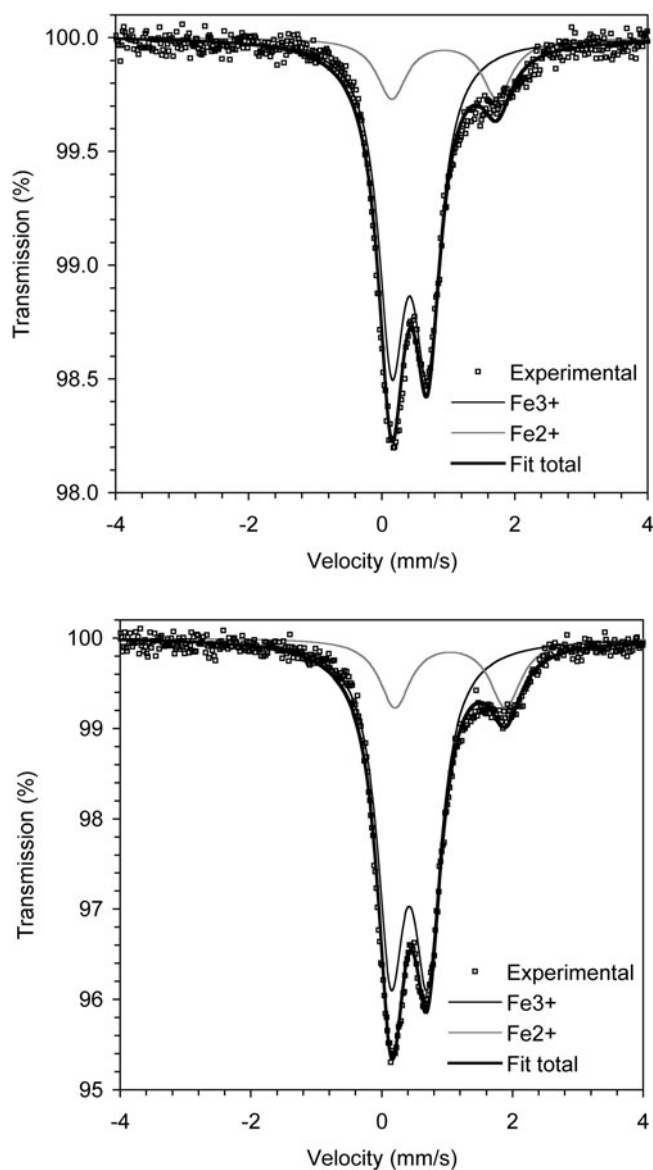 100.0
99.5
99.0
98.5
98.0
Transmission (%)
Experimental
Fe3+
Fe2+
Fit total
-4 -2 0 2 4
Velocity (mm/s)
100
99
98
97
96
95
Transmission (%)
Experimental
Fe3+
Fe2+
Fit total
-4 -2 0 2 4
Velocity (mm/s)